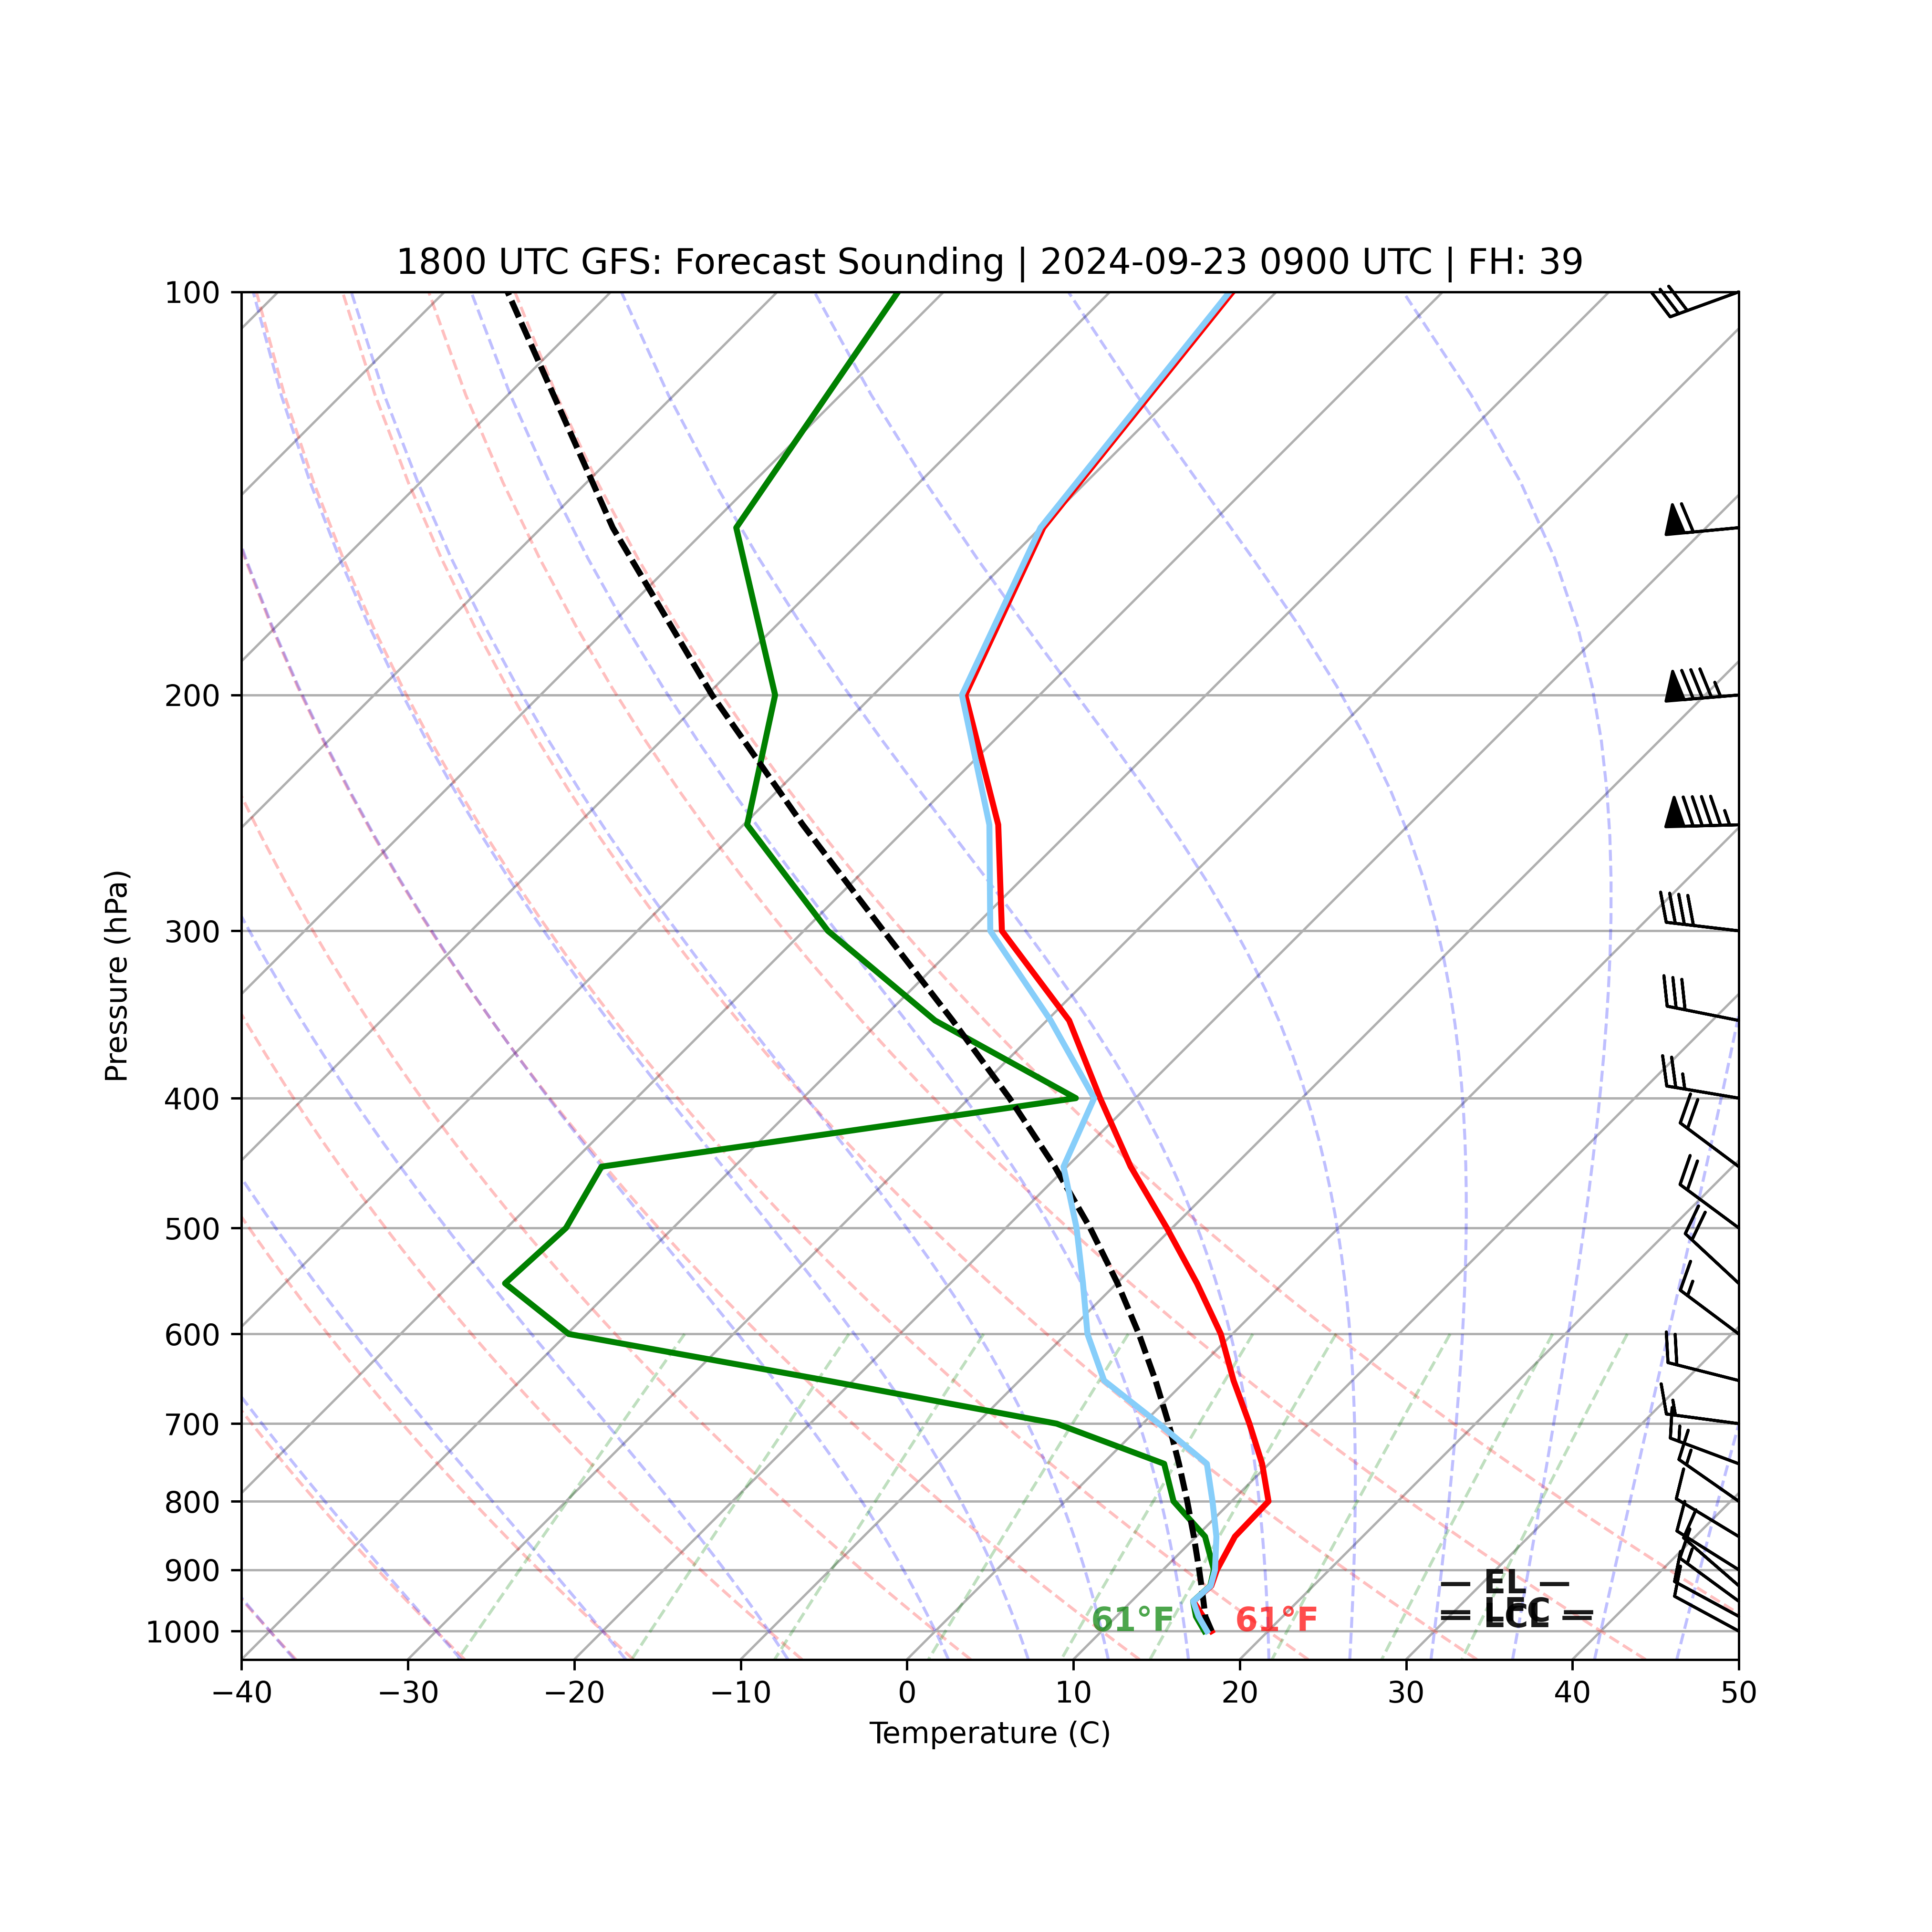 1800 UTC GFS: Forecast Sounding | 2024-09-23 0900 UTC | FH: 39
100
200
300
400
500
600
700
800
900
1000
Pressure (hPa)
— EL —
61°F 61°F
−40 −30 −20 −10 0 10 20 30 40 50
Temperature (C)